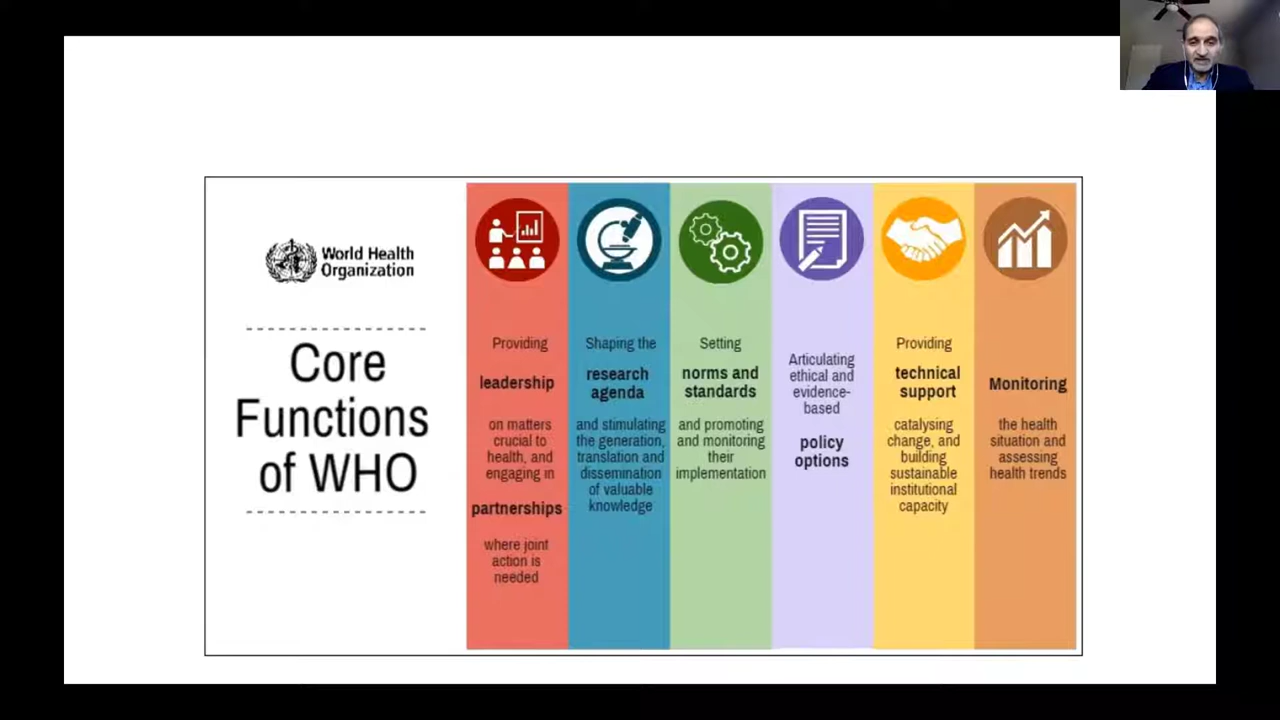 World Health
Organization
Core
Functions
of WHO
Providing
leadership
on matters
crucial to
health, and
engaging in
partnerships
where joint
action is
needed
Shaping the
research
agenda
and stimulating
the generation,
translation and
dissemination
of valuable
knowledge
Setting
norms and
standards
and promoting
and monitoring
their
implementation
Articulating
ethical and
evidence-
based
policy
options
Providing
technical
support
catalysing
change, and
building
sustainable
institutional
capacity
Monitoring
the health
situation and
assessing
health trends